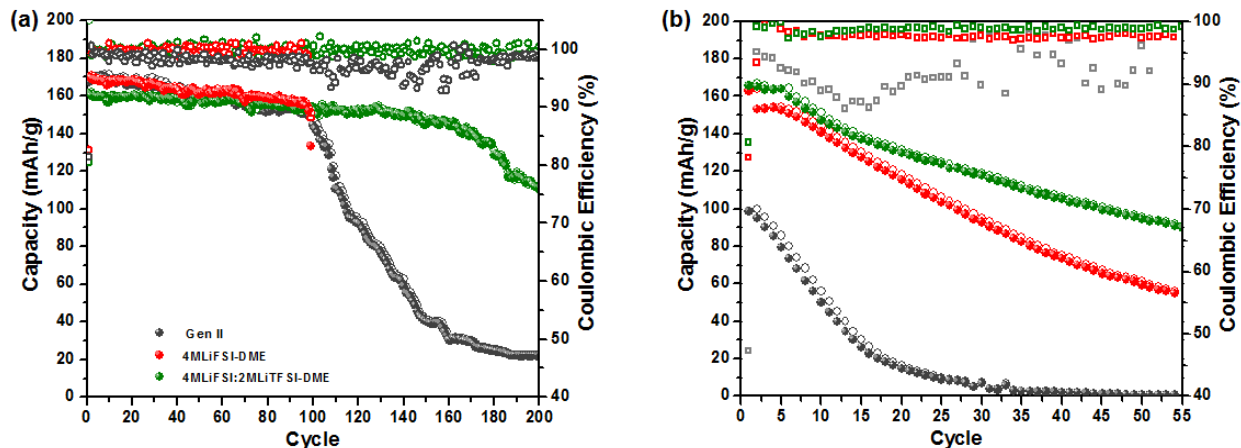 (a)
200
180
160
140
120
100
80
60
40
20
0
Capacity (mAh/g)
0 20 40 60 80 100 120 140 160 180 200
Cycle
100
90
80
70
60
50
40
Coulombic Efficiency (%)
Gen II
4MLiFSI-DME
4MLiFSI:2MLiTFSI-DME
(b)
200
180
160
140
120
100
80
60
40
20
0
Capacity (mAh/g)
0 5 10 15 20 25 30 35 40 45 50 55
Cycle
100
90
80
70
60
50
40
Coulombic Efficiency (%)